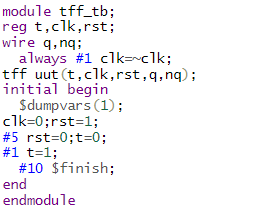 module tff_tb;
reg t,clk,rst;
wire q,nq;
always #1 clk=~clk;
tff uut(t,clk,rst,q,nq);
initial begin
$dumpvars(1);
clk=0;rst=1;
#5 rst=0;t=0;
#1 t=1;
#10 $finish;
end
endmodule